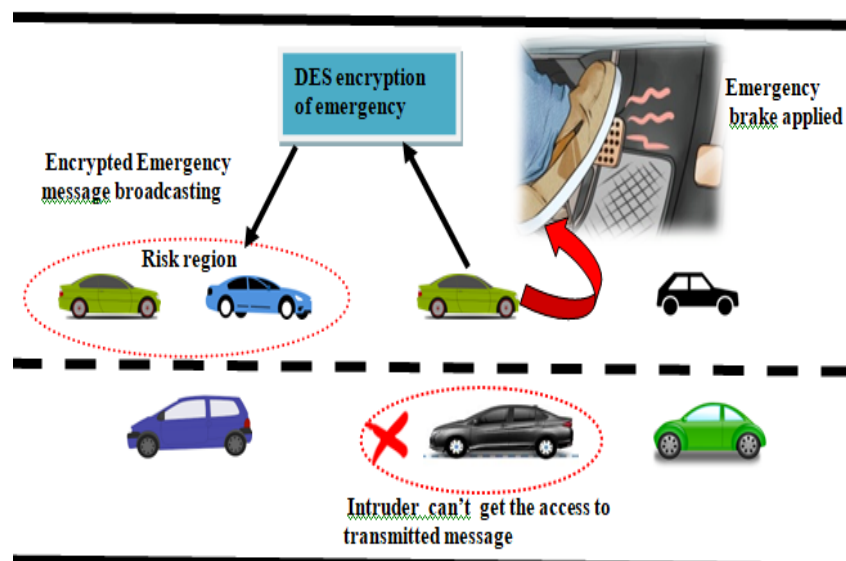 DES encryption
of emergency
Emergency
brake applied
Encrypted Emergency
message broadcasting
Risk region
Intruder can't get the access to
transmitted message